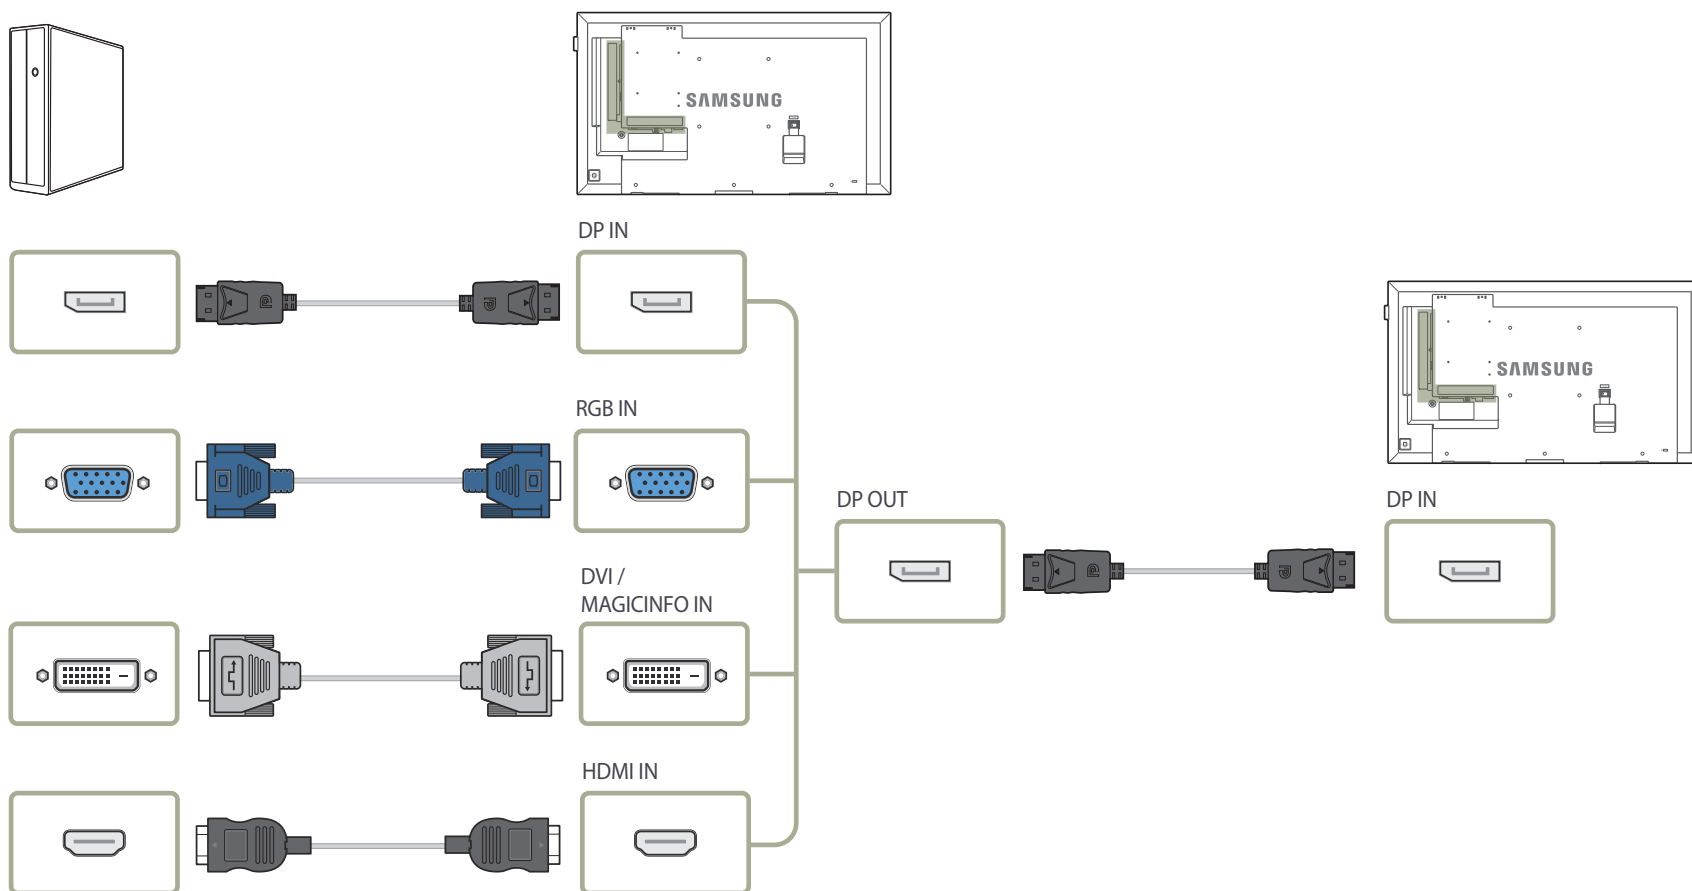 SAMSUNG
DP IN
SAMSUNG
RGB IN
DP OUT
DP IN
DVI /
MAGICINFO IN
HDMI IN